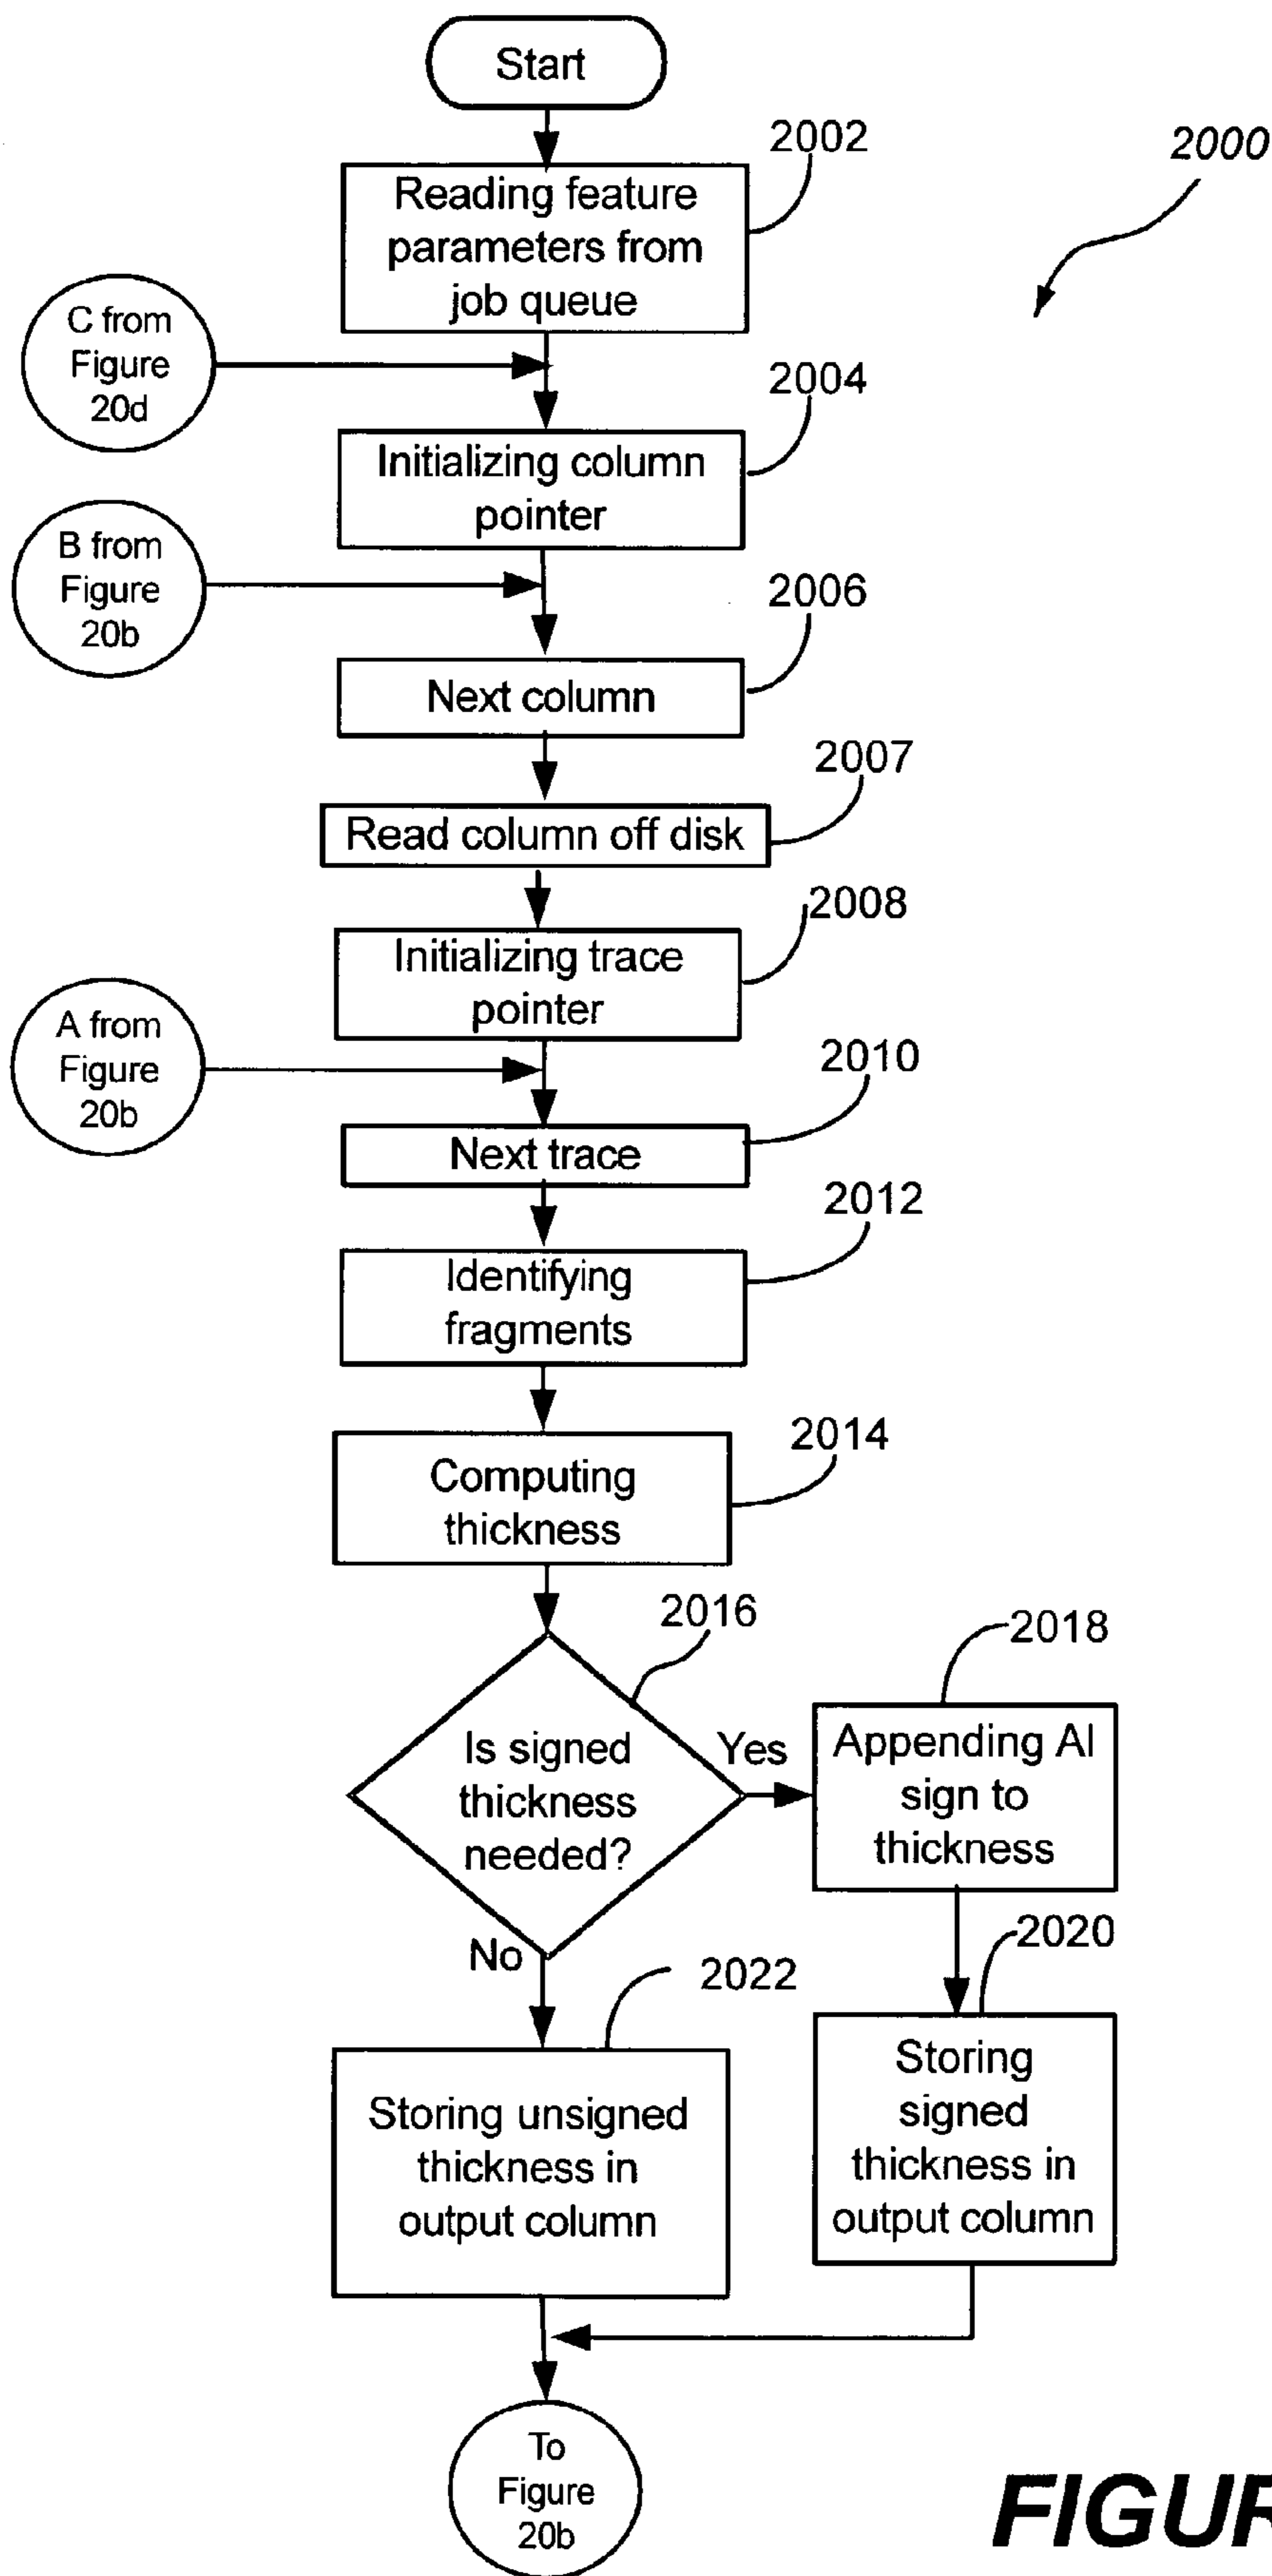 Start
2002
2000
Reading feature
parameters from
job queue
C from
Figure
20d
2004
Initializing column
pointer
B from
Figure
20b
2006
Next column
2007
Read column off disk
2008
Initializing trace
pointer
A from
Figure
20b
2010
Next trace
2012
Identifying
fragments
2014
Computing
thickness
2016
2018
Is signed
thickness
needed?
Yes
Appending AI
sign to
thickness
No
2020
2022
Storing
signed
thickness in
output column
Storing unsigned
thickness in
output column
To
Figure
20b